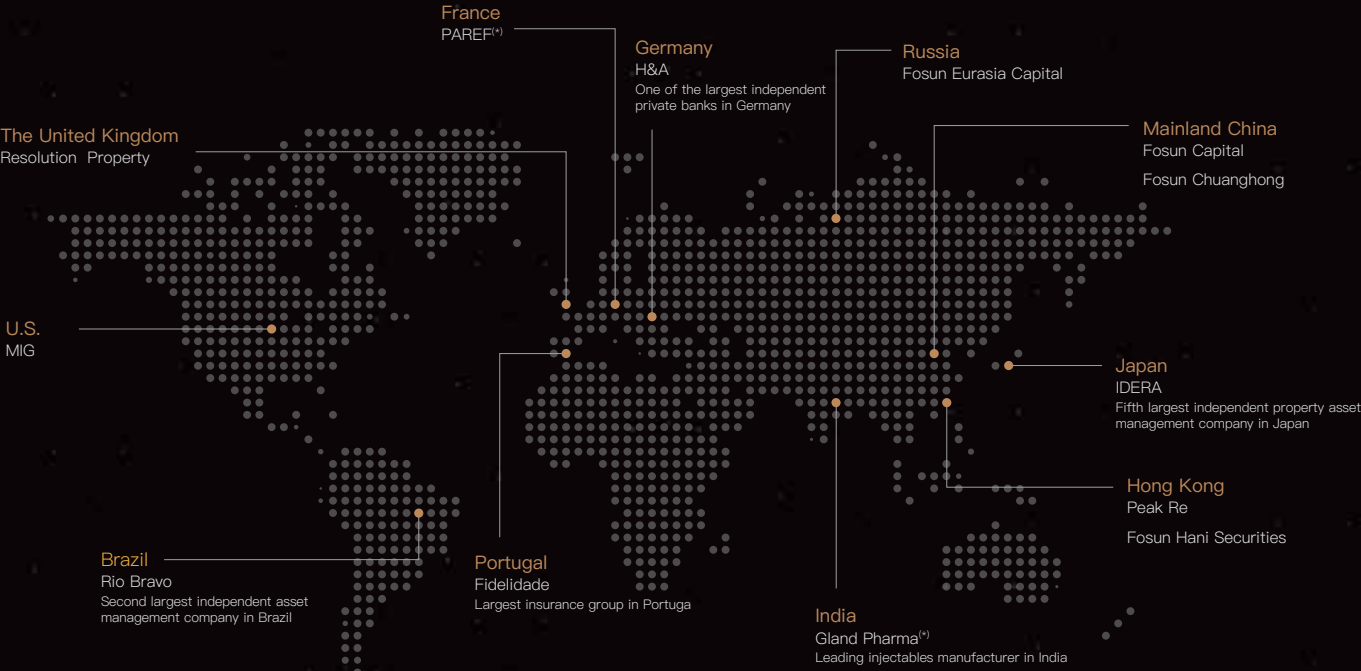 France
PAREF(*)
Germany
H&A
One of the largest independent
private banks in Germany
Russia
Fosun Eurasia Capital
The United Kingdom
Resolution Property
Mainland China
Fosun Capital
Fosun Chuanghong
U.S.
MIG
Japan
IDERA
Fifth largest independent property asset
management company in Japan
Hong Kong
Peak Re
Fosun Hani Securities
Brazil
Rio Bravo
Second largest independent asset
management company in Brazil
Portugal
Fidelidade
Largest insurance group in Portuga
India
Gland Pharma(*)
Leading injectables manufacturer in India